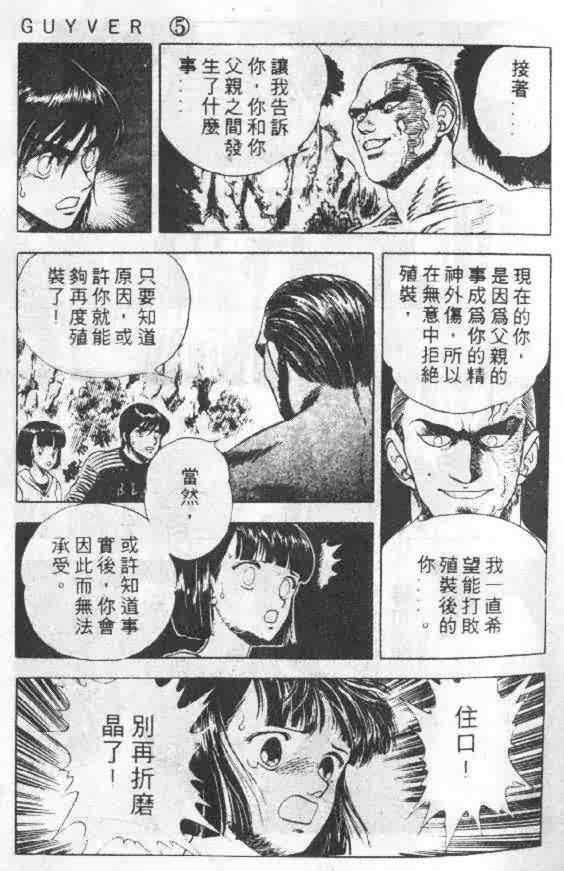 GUYVER ⑤
接著‥‥
讓我告訴
你，你和你
父親之間發
生了什麼
事‥‥
現在的你，
是因為父親的
事成為你的精
神外傷，所以
在無意中拒絕
殖裝，
我一直希
望能打敗
殖裝後的
你‥‥。
只要知道
原因，或
許你就能
夠再度殖
裝了！
當然，
或許知道事
實後，你會
因此而無法
承受。
住口！
別再折磨
晶了！